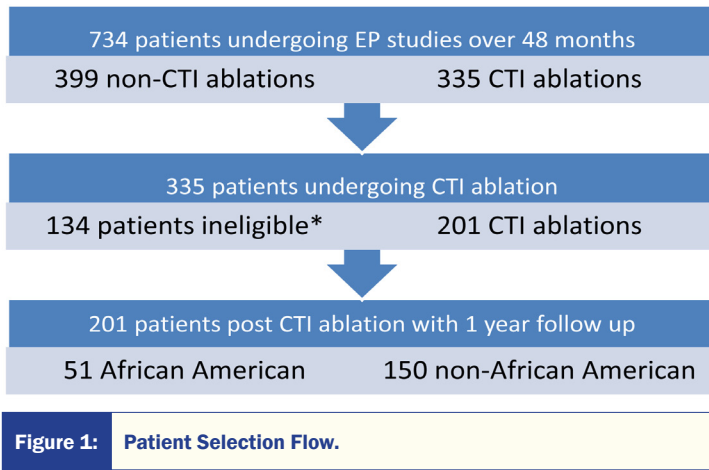 734 patients undergoing EP studies over 48 months
399 non-CTI ablations 335 CTI ablations
335 patients undergoing CTI ablation
134 patients ineligible* 201 CTI ablations
201 patients post CTI ablation with 1 year follow up
51 African American 150 non-African American
Figure 1: Patient Selection Flow.